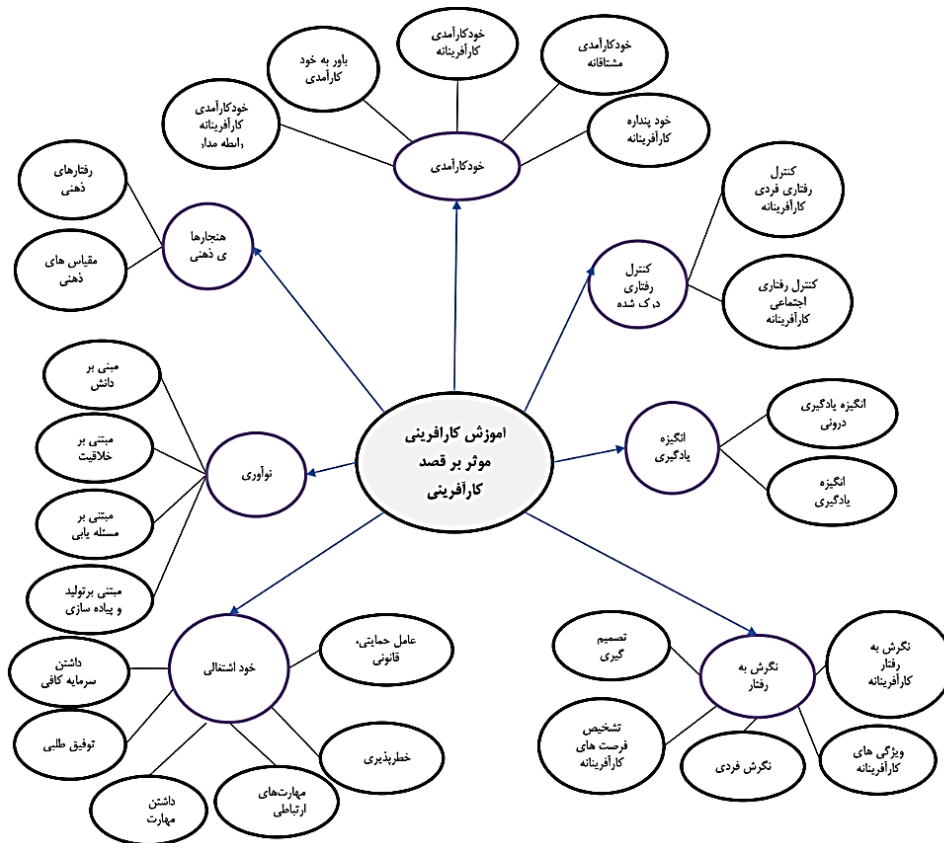 خودکارآمدی
کارآفرینانه
خودکارآمدی
مشتاقانه
باور به خود
کارآمدی
خودکارآمدی
کارآفرینانه
رابطه مدار
خود پنداره
کارآفرینانه
خودکارآمدی
رفتارهای
ذهنی
مقیاس های
ذهنی
هنجارها
ی ذهنی
کنترل
رفتاری فردی
کارآفرینانه
کنترل رفتاری
اجتماعی
کارآفرینانه
کنترل
رفتاری
درک شده
اموزش کارافرینی
موثر بر قصد
کارآفرینی
انگیزه
یادگیری
انگیزه یادگیری
درونی
انگیزه
یادگیری
نوآوری
مبنی بر
دانش
مبتنی بر
خلاقیت
مبتنی بر
مسئله یابی
مبتنی برتولید
و پیاده سازی
خود اشتغالی
عامل حمایتی،
قانونی
خطرپذیری
مهارت‌های
ارتباطی
داشتن
مهارت
توفیق طلبی
داشتن
سرمایه کافی
نگرش به
رفتار
نگرش به
رفتار
کارآفرینانه
ویژگی های
کارآفرینانه
نگرش فردی
تشخیص
فرصت های
کارآفرینانه
تصمیم
گیری